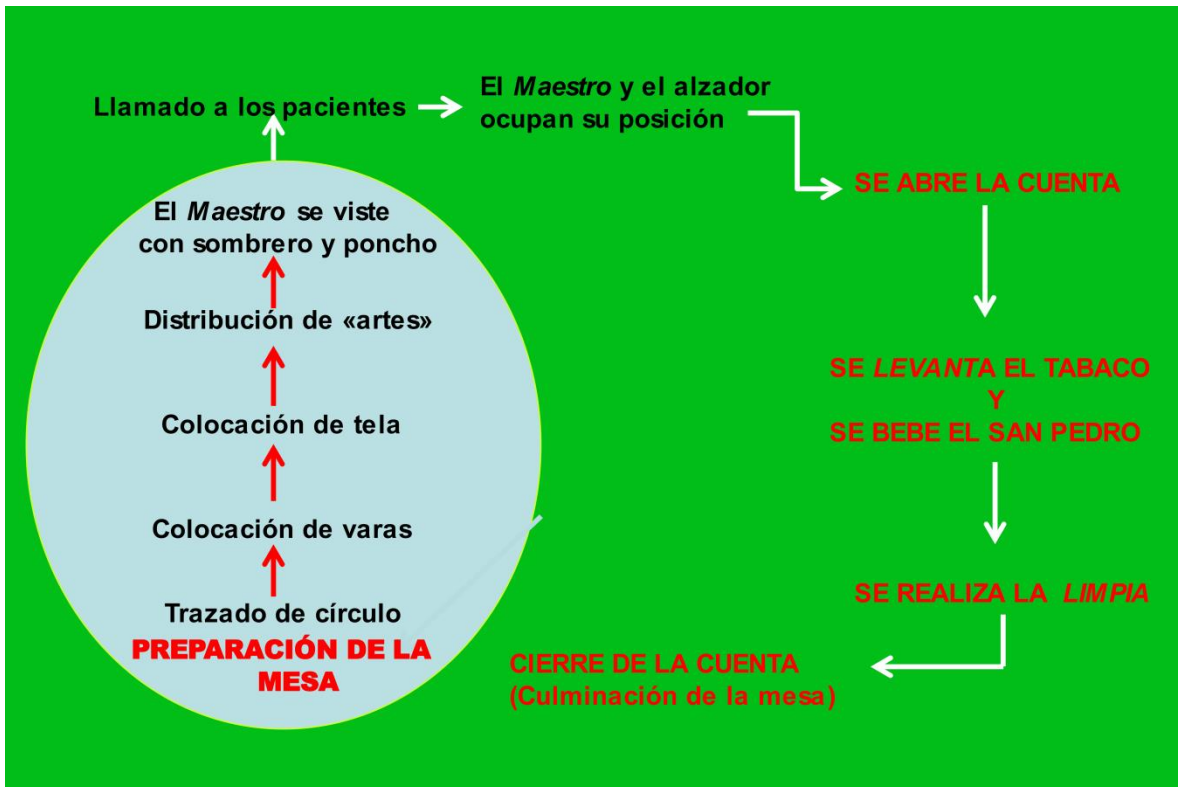 Llamado a los pacientes
El Maestro y el alzador
ocupan su posición
SE ABRE LA CUENTA
El Maestro se viste
con sombrero y poncho
Distribución de «artes»
SE LEVANTA EL TABACO
Y
SE BEBE EL SAN PEDRO
Colocación de tela
Colocación de varas
Trazado de círculo
PREPARACIÓN DE LA
MESA
SE REALIZA LA LIMPIA
CIERRE DE LA CUENTA
(Culminación de la mesa)